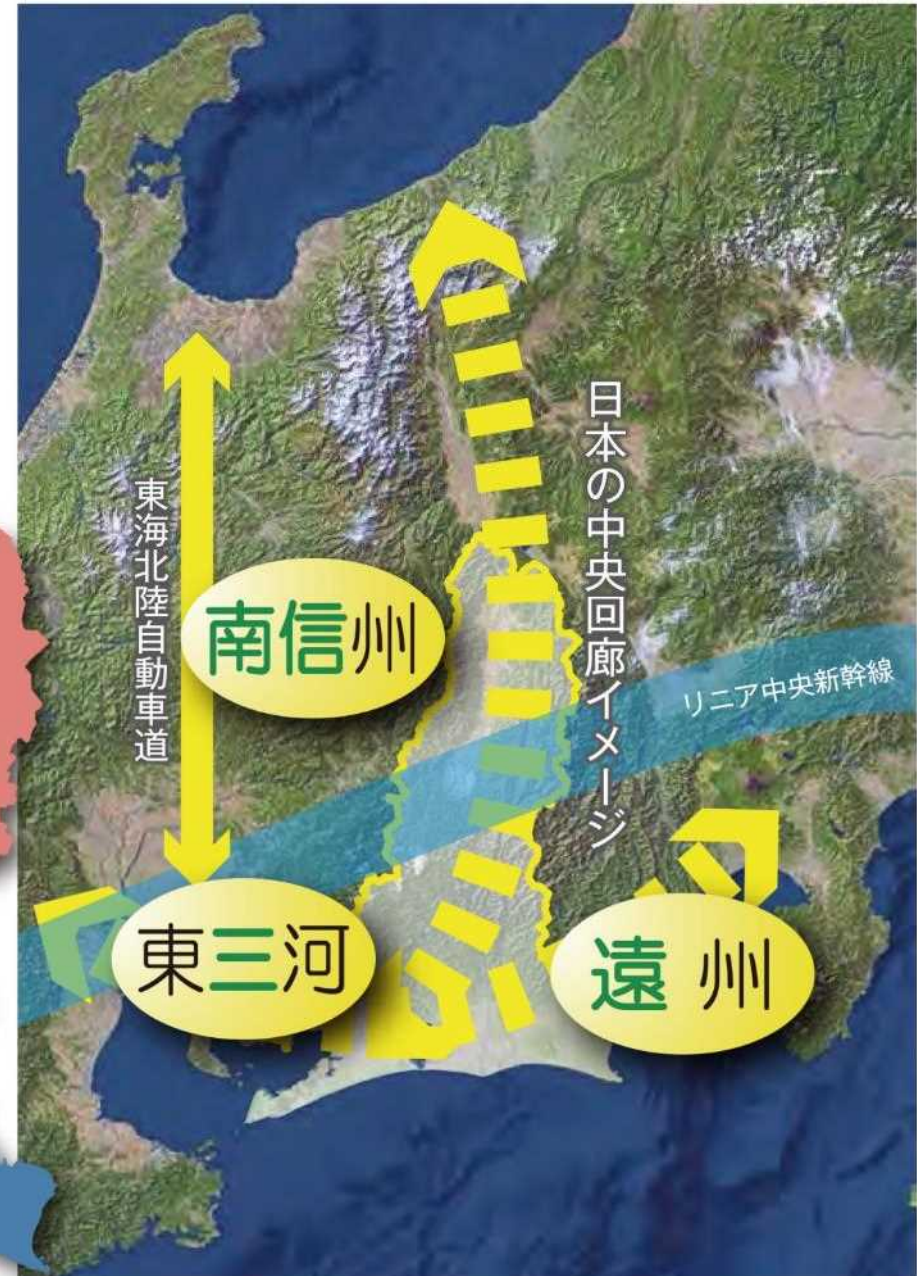 東海北陸自動車道
南信州
日本の中央回廊イメージ
リニア中央新幹線
東三河
遠州